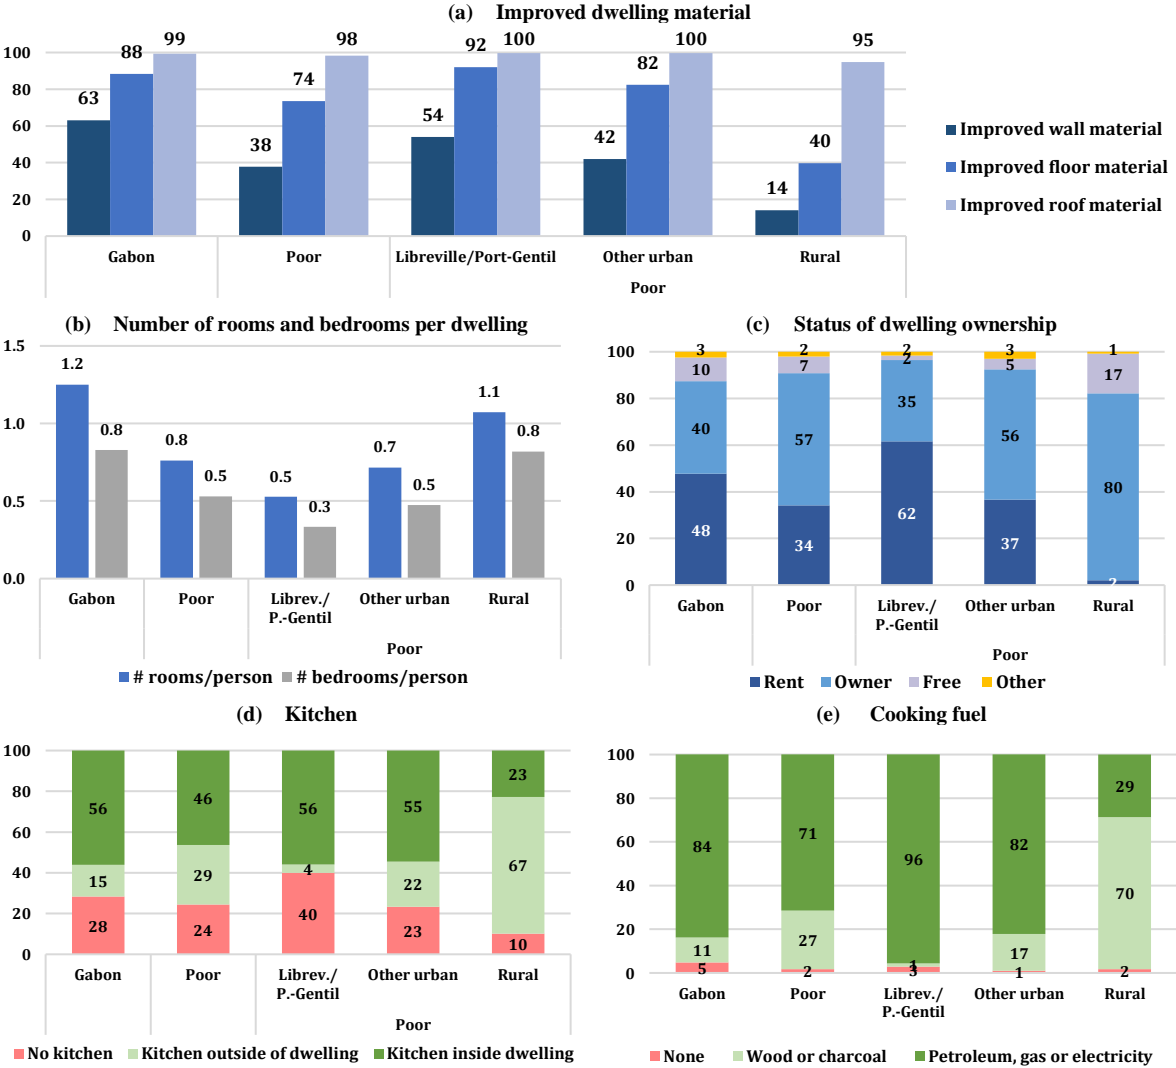 (a) Improved dwelling material
100
80
60
40
20
0
63 88 99
38 74 98
54 92 100
42 82 100
14 40 95
Gabon Poor Libreville/Port-Gentil Other urban Rural
Poor
Improved wall material
Improved floor material
Improved roof material
(b) Number of rooms and bedrooms per dwelling
1.5
1.0
0.5
0.0
1.2 0.8
0.8 0.5
0.5 0.3
0.7 0.5
1.1 0.8
Gabon Poor Librev./ Other urban Rural
P.-Gentil
Poor
# rooms/person # bedrooms/person
(c) Status of dwelling ownership
100
80
60
40
20
0
3 2 2 3 1
10 7 2 5 17
40 57 35 56 80
48 34 62 37 2
Gabon Poor Librev./ Other urban Rural
P.-Gentil
Poor
Rent Owner Free Other
(d) Kitchen
100
80
60
40
20
0
56 46 56 55 23
15 29 4 22 67
28 24 40 23 10
Gabon Poor Librev./ Other urban Rural
P.-Gentil
Poor
No kitchen Kitchen outside of dwelling Kitchen inside dwelling
(e) Cooking fuel
100
80
60
40
20
0
84 71 96 82 29
11 27 1 17 70
5 2 3 1 2
Gabon Poor Librev./ Other urban Rural
P.-Gentil
Poor
None Wood or charcoal Petroleum, gas or electricity